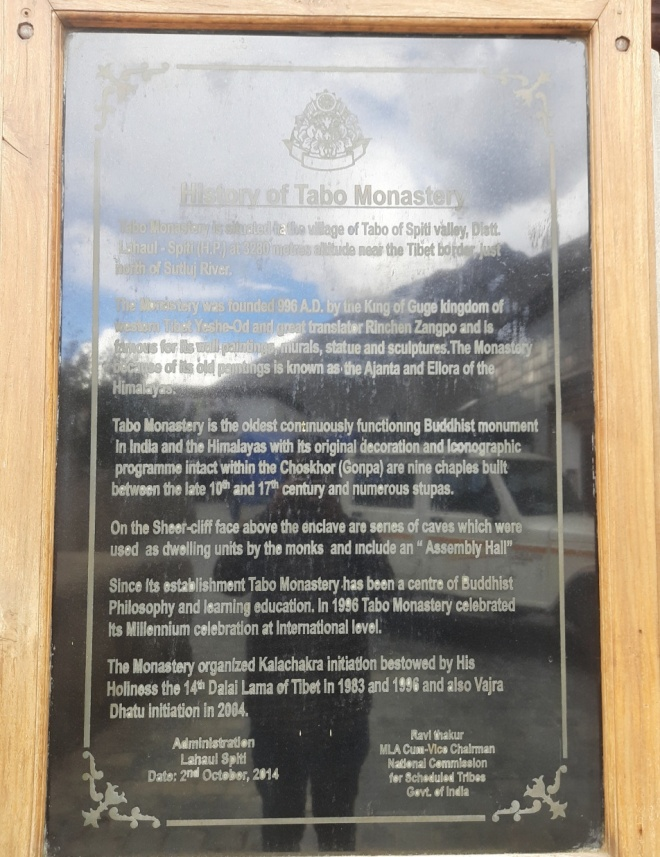 History of Tabo Monastery
Tabo Monastery is situated in the village of Tabo of Spiti valley, Distt.
Lahaul - Spiti (H.P.) at metres altitude near the Tibet border just
north of Sutluj River.
The Monastery was founded 996 A.D. by the King of Guge kingdom of
western Tibet Yeshe-Od and great translator Rinchen Zangpo and is
famous for its wall paintings, murals, statue and sculptures.The Monastery
because of its old paintings is known as the Ajanta and Ellora of the
Himalayas.
Tabo Monastery is the oldest continuously functioning Buddhist monument
in India and the Himalayas with its original decoration and Iconographic
programme intact within the Choskhor (Gonpa) are nine chaples built
between the late 10th and 17th century and numerous stupas.
On the Sheer-cliff face above the enclave are series of caves which were
used as dwelling units by the monks and include an “ Assembly Hall”
Since its establishment Tabo Monastery has been a centre of Buddhist
Philosophy and learning education. In 1996 Tabo Monastery celebrated
its Millennium celebration at International level.
The Monastery organized Kalachakra initiation bestowed by His
Holiness the 14th Dalai Lama of Tibet in 1983 and 1996 and also Vajra
Dhatu initiation in 2004.
Administration
Lahaul Spiti
Date: 2nd October, 2014
Ravi thakur
MLA Cum-Vice Chairman
National Commission
for Scheduled Tribes
Govt. of India